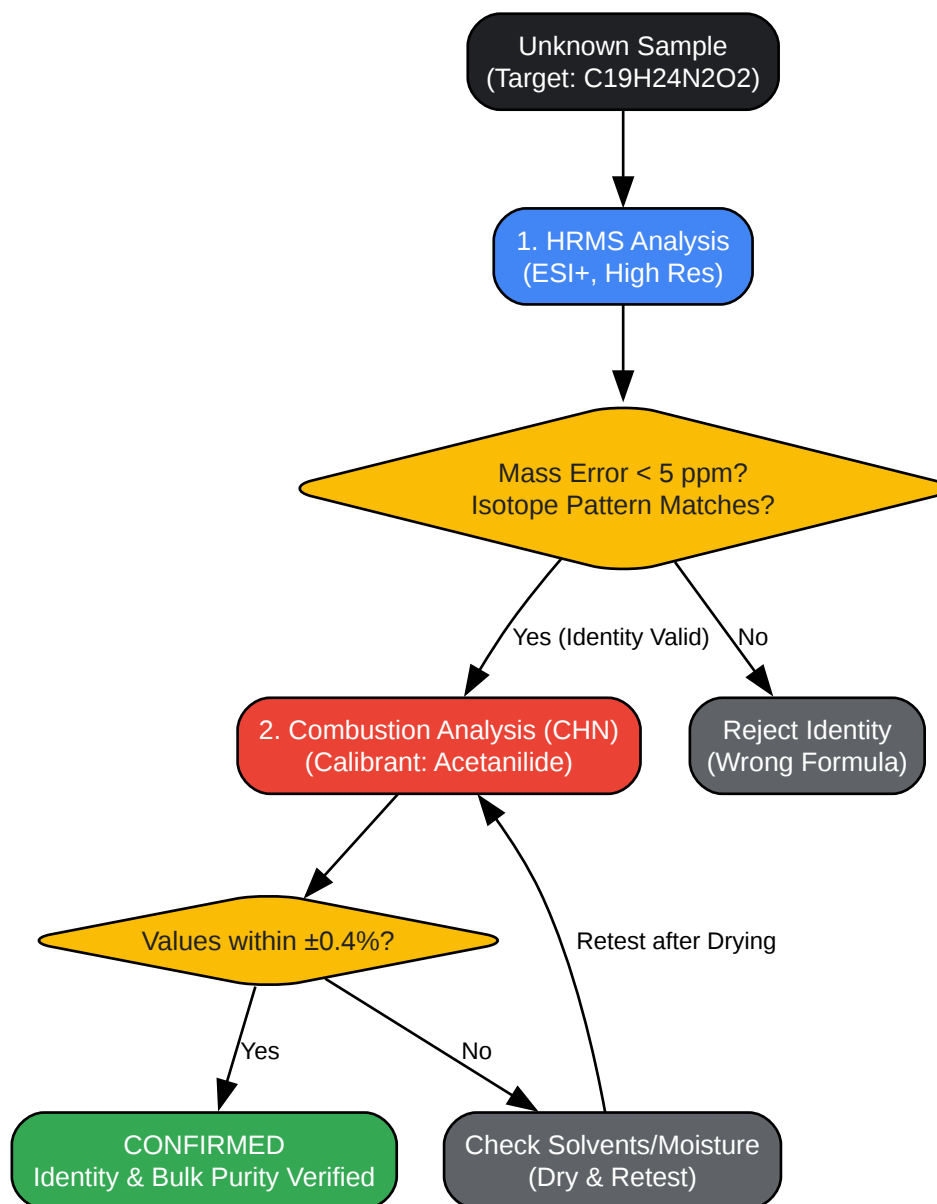 Unknown Sample
(Target: C19H24N2O2)
1. HRMS Analysis
(ESI+, High Res)
Mass Error < 5 ppm?
Isotope Pattern Matches?
Yes (Identity Valid)
No
2. Combustion Analysis (CHN)
(Calibrant: Acetanilide)
Reject Identity
(Wrong Formula)
Values within ±0.4%?
Retest after Drying
Yes
No
CONFIRMED
Identity & Bulk Purity Verified
Check Solvents/Moisture
(Dry & Retest)